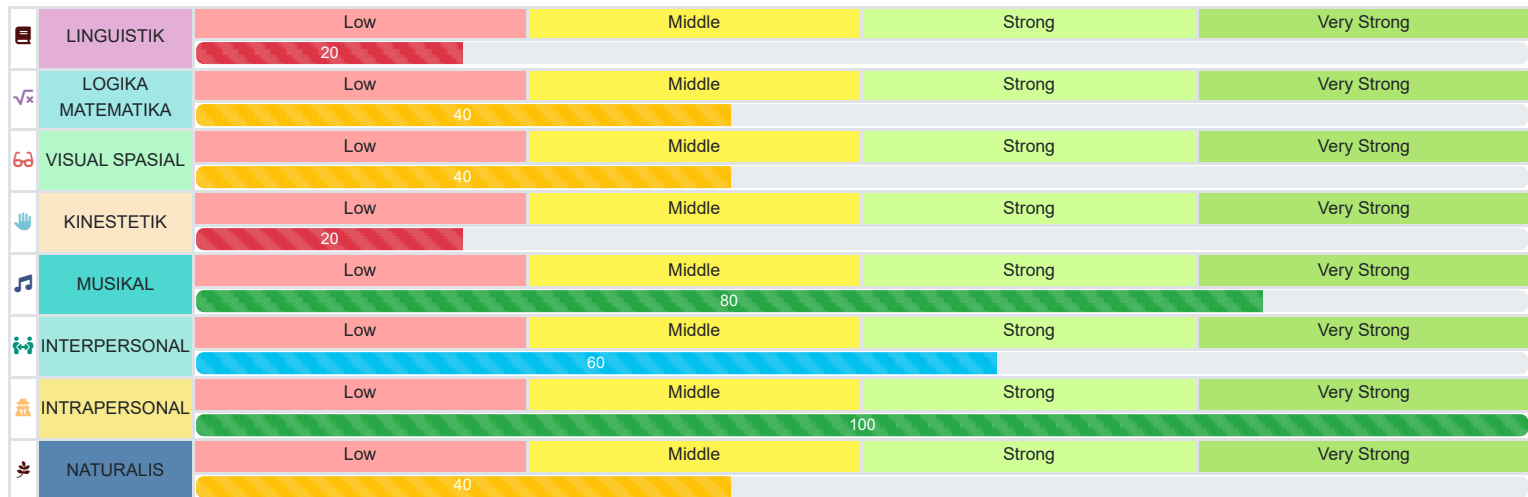 LINGUISTIK
Low Middle Strong Very Strong
20
LOGIKA
MATEMATIKA
Low Middle Strong Very Strong
40
VISUAL SPASIAL
Low Middle Strong Very Strong
40
KINESTETIK
Low Middle Strong Very Strong
20
MUSIKAL
Low Middle Strong Very Strong
80
INTERPERSONAL
Low Middle Strong Very Strong
60
INTRAPERSONAL
Low Middle Strong Very Strong
100
NATURALIS
Low Middle Strong Very Strong
40